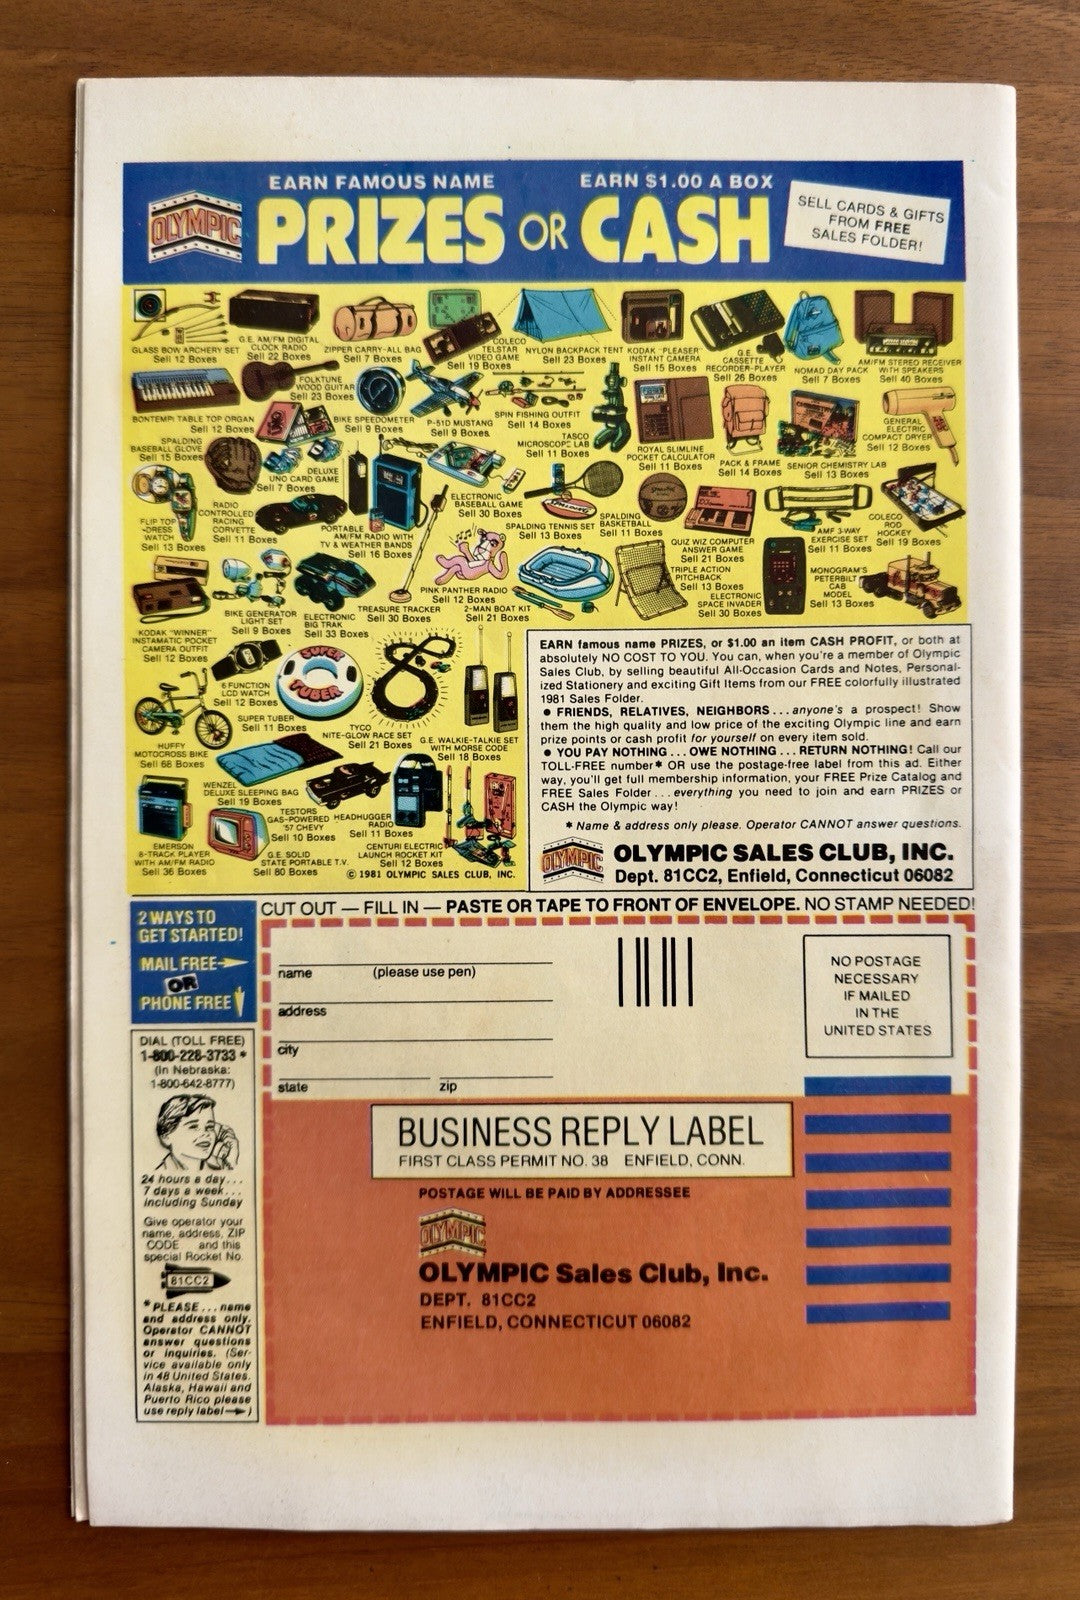 EARN FAMOUS NAME
EARN $1.00 A BOX
OLYMPIC
PRIZES OR CASH
SELL CARDS & GIFTS
FROM FREE
SALES FOLDER!
GLASS BOW ARCHERY SET
Sell 12 Boxes
G.E. AM/FM DIGITAL
CLOCK RADIO
Sell 22 Boxes
ZIPPER CARRY-ALL BAG
Sell 7 Boxes
COLECO
TELSTAR
VIDEO GAME
Sell 19 Boxes
NYLON BACKPACK TENT
Sell 23 Boxes
KODAK "PLEASER"
INSTANT CAMERA
Sell 15 Boxes
G.E.
CASSETTE
RECORDER-PLAYER
Sell 26 Boxes
NOMAD DAY PACK
Sell 7 Boxes
AM/FM STEREO RECEIVER
WITH SPEAKERS
Sell 40 Boxes
BONTEMPI TABLE TOP ORGAN
Sell 12 Boxes
FOLKTUNE
WOOD GUITAR
Sell 23 Boxes
BIKE SPEEDOMETER
Sell 9 Boxes
P-51D MUSTANG
Sell 9 Boxes
SPIN FISHING OUTFIT
Sell 14 Boxes
TASCO
MICROSCOPE LAB
Sell 11 Boxes
ROYAL SLIMLINE
POCKET CALCULATOR
Sell 11 Boxes
PACK & FRAME
Sell 14 Boxes
SENIOR CHEMISTRY LAB
Sell 13 Boxes
GENERAL
ELECTRIC
COMPACT DRYER
Sell 12 Boxes
SPALDING
BASEBALL GLOVE
Sell 15 Boxes
DELUXE
UNO CARD GAME
Sell 7 Boxes
FLIP TOP
DRESS
WATCH
Sell 13 Boxes
RADIO
CONTROLLED
RACING
CORVETTE
Sell 11 Boxes
PORTABLE
AM/FM RADIO WITH
TV & WEATHER BANDS
Sell 16 Boxes
ELECTRONIC
BASEBALL GAME
Sell 30 Boxes
SPALDING TENNIS SET
Sell 13 Boxes
SPALDING
BASKETBALL
Sell 11 Boxes
QUIZ WIZ COMPUTER
ANSWER GAME
Sell 21 Boxes
AMF 3-WAY
EXERCISE SET
Sell 11 Boxes
COLECO
ROD
HOCKEY
Sell 19 Boxes
KODAK "WINNER"
INSTAMATIC POCKET
CAMERA OUTFIT
Sell 12 Boxes
BIKE GENERATOR
LIGHT SET
Sell 9 Boxes
ELECTRONIC
BIG TRAK
Sell 33 Boxes
TREASURE TRACKER
Sell 30 Boxes
PINK PANTHER RADIO
Sell 12 Boxes
2-MAN BOAT KIT
Sell 21 Boxes
TRIPLE ACTION
PITCHBACK
Sell 13 Boxes
ELECTRONIC
SPACE INVADER
Sell 30 Boxes
MONOGRAM'S
PETERBILT
CAB
MODEL
Sell 13 Boxes
6 FUNCTION
LCD WATCH
Sell 12 Boxes
SUPER
TUBER
SUPER TUBER
Sell 11 Boxes
TYCO
NITE-GLOW RACE SET
Sell 21 Boxes
G.E. WALKIE-TALKIE SET
WITH MORSE CODE
Sell 18 Boxes
HUFFY
MOTOCROSS BIKE
Sell 68 Boxes
WENZEL
DELUXE SLEEPING BAG
Sell 19 Boxes
TESTORS
GAS-POWERED
'57 CHEVY
Sell 10 Boxes
HEADHUGGER
RADIO
Sell 11 Boxes
EMERSON
8-TRACK PLAYER
WITH AM/FM RADIO
Sell 36 Boxes
G.E. SOLID
STATE PORTABLE T.V.
Sell 80 Boxes
CENTURI ELECTRIC
LAUNCH ROCKET KIT
Sell 12 Boxes
© 1981 OLYMPIC SALES CLUB, INC.
EARN famous name PRIZES, or $1.00 an item CASH PROFIT, or both at
absolutely NO COST TO YOU. You can, when you're a member of Olympic
Sales Club, by selling beautiful All-Occasion Cards and Notes, Personal-
ized Stationery and exciting Gift Items from our FREE colorfully illustrated
1981 Sales Folder.
● FRIENDS, RELATIVES, NEIGHBORS...anyone's a prospect! Show
them the high quality and low price of the exciting Olympic line and earn
prize points or cash profit for yourself on every item sold.
● YOU PAY NOTHING...OWE NOTHING...RETURN NOTHING! Call our
TOLL-FREE number* OR use the postage-free label from this ad. Either
way, you'll get full membership information, your FREE Prize Catalog and
FREE Sales Folder...everything you need to join and earn PRIZES or
CASH the Olympic way!
* Name & address only please. Operator CANNOT answer questions.
OLYMPIC
OLYMPIC SALES CLUB, INC.
Dept. 81CC2, Enfield, Connecticut 06082
2 WAYS TO
GET STARTED!
MAIL FREE
OR
PHONE FREE
DIAL (TOLL FREE)
1-800-228-3733 *
(In Nebraska:
1-800-642-8777)
24 hours a day...
7 days a week...
including Sunday
Give operator your
name, address, ZIP
CODE and this
special Rocket No.
81CC2
* PLEASE...name
and address only.
Operator CANNOT
answer questions
or inquiries. (Ser-
vice available only
in 48 United States.
Alaska, Hawaii and
Puerto Rico please
use reply label )
CUT OUT — FILL IN — PASTE OR TAPE TO FRONT OF ENVELOPE. NO STAMP NEEDED!
name (please use pen)
address
city
state zip
NO POSTAGE
NECESSARY
IF MAILED
IN THE
UNITED STATES
BUSINESS REPLY LABEL
FIRST CLASS PERMIT NO. 38 ENFIELD, CONN.
POSTAGE WILL BE PAID BY ADDRESSEE
OLYMPIC
OLYMPIC Sales Club, Inc.
DEPT. 81CC2
ENFIELD, CONNECTICUT 06082